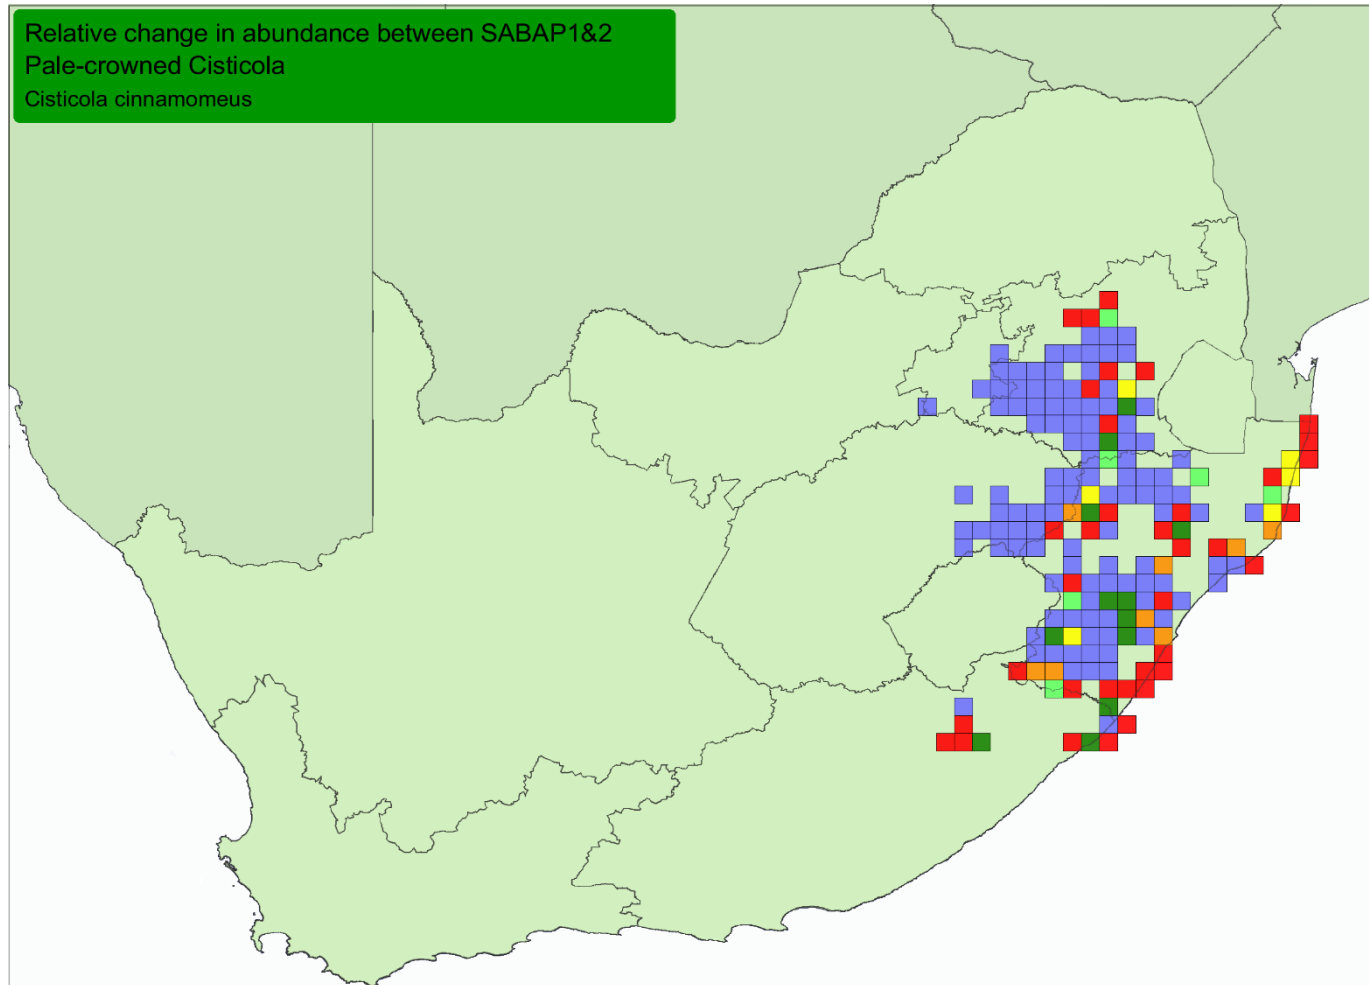 Relative change in abundance between SABAP1&2
Pale-crowned Cisticola
Cisticola cinnamomeus